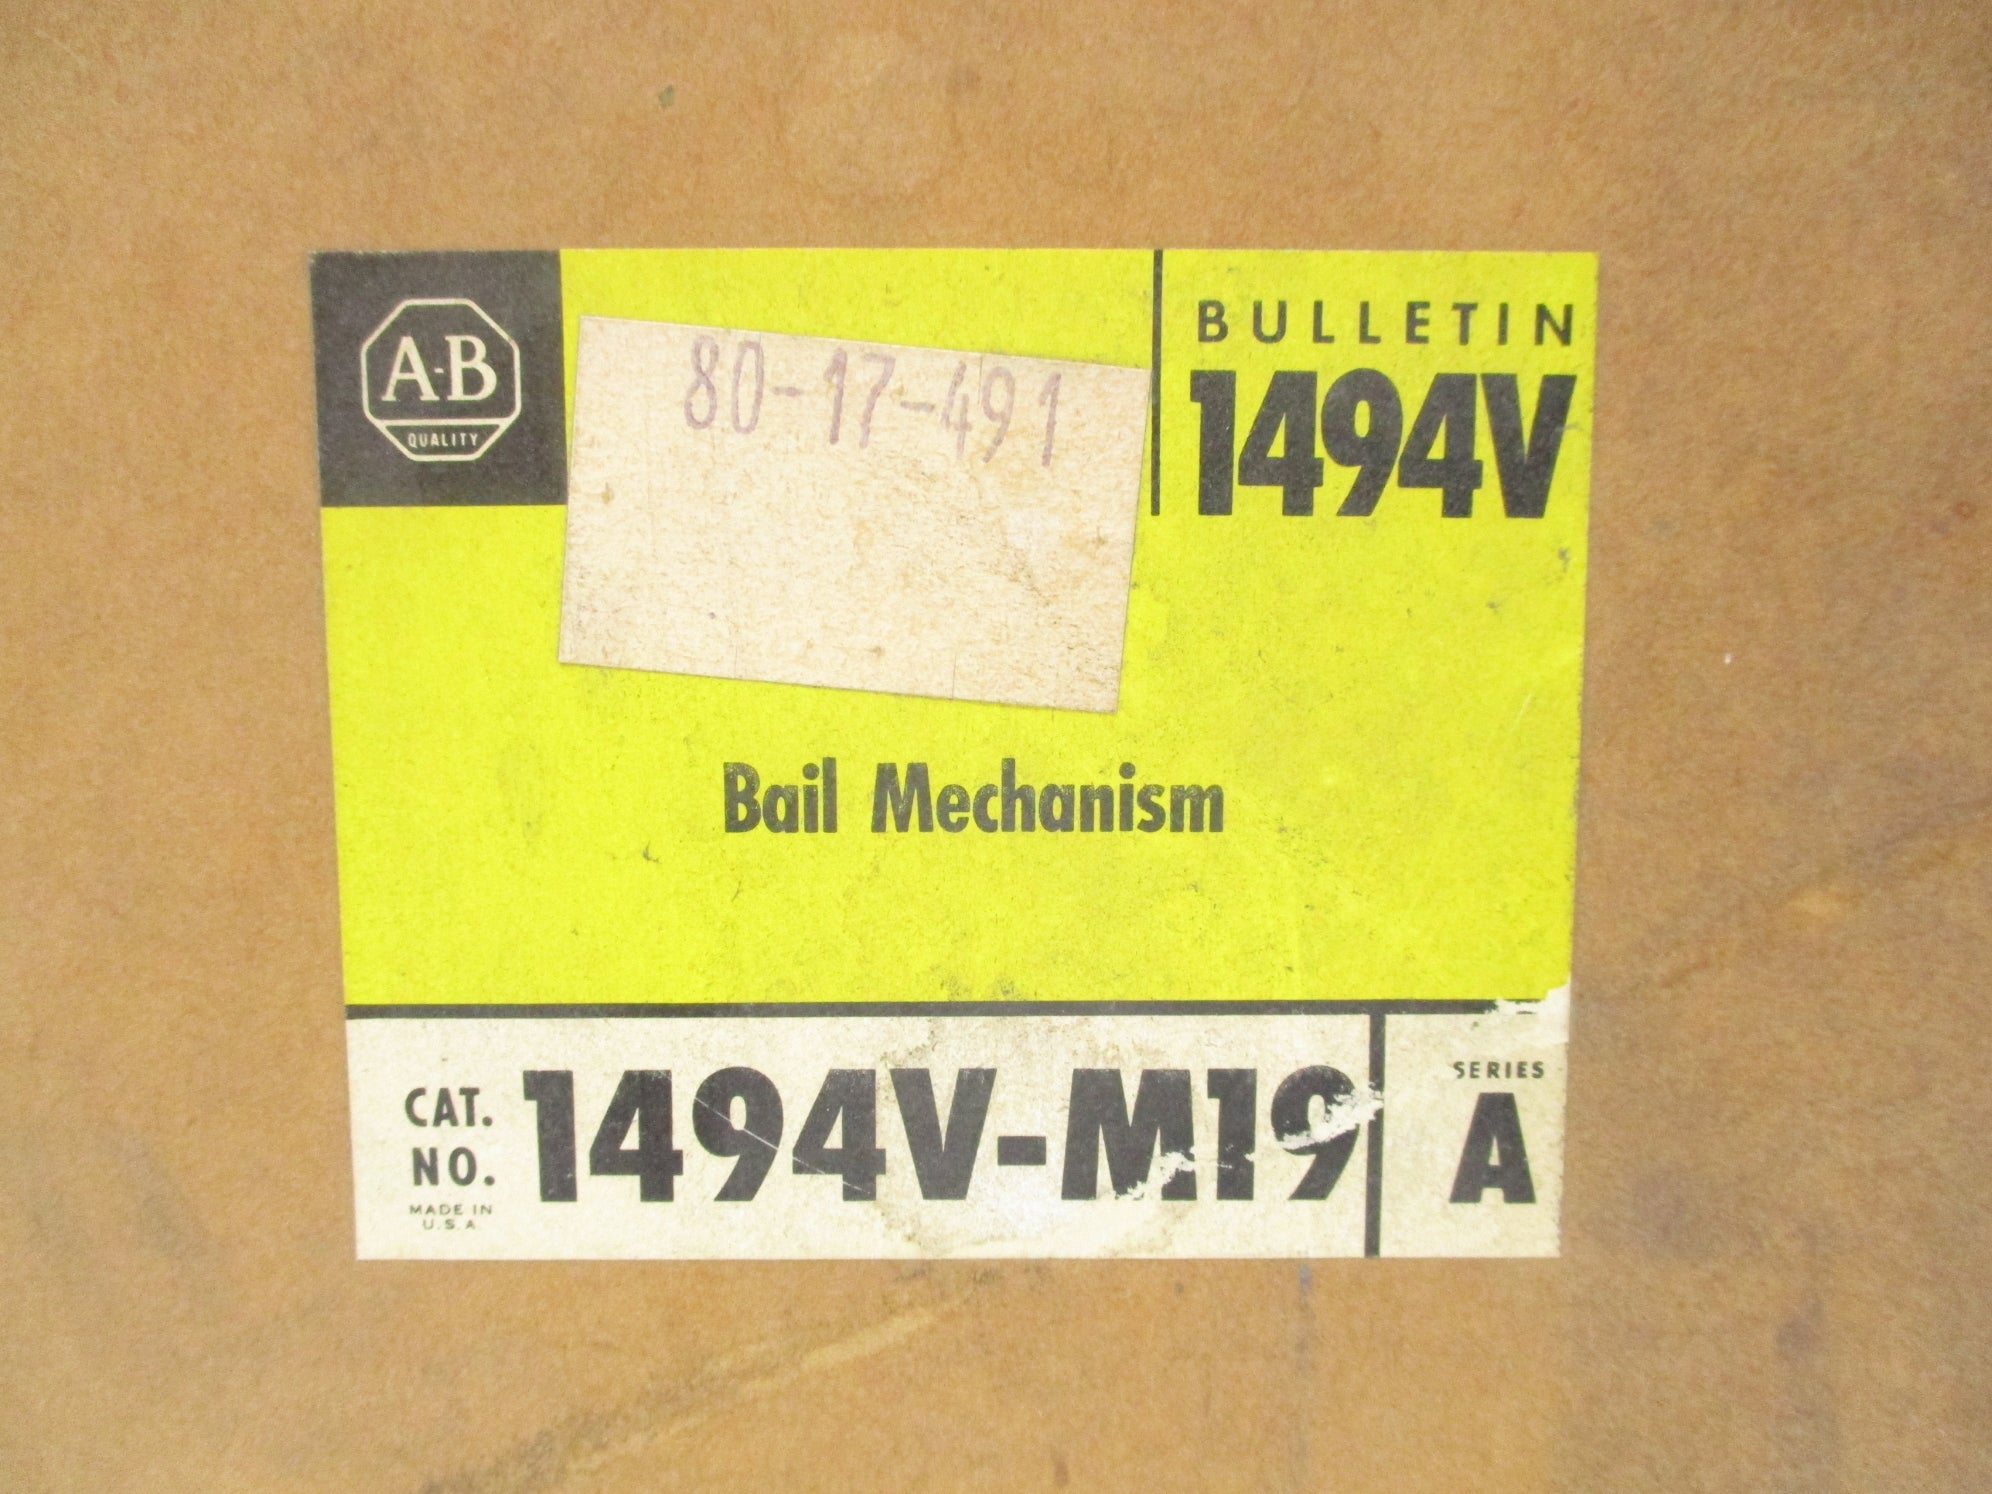 A-B
QUALITY
80-17-491
BULLETIN
1494V
Bail Mechanism
CAT.
NO.
1494V-M19
MADE IN
U.S.A
SERIES
A